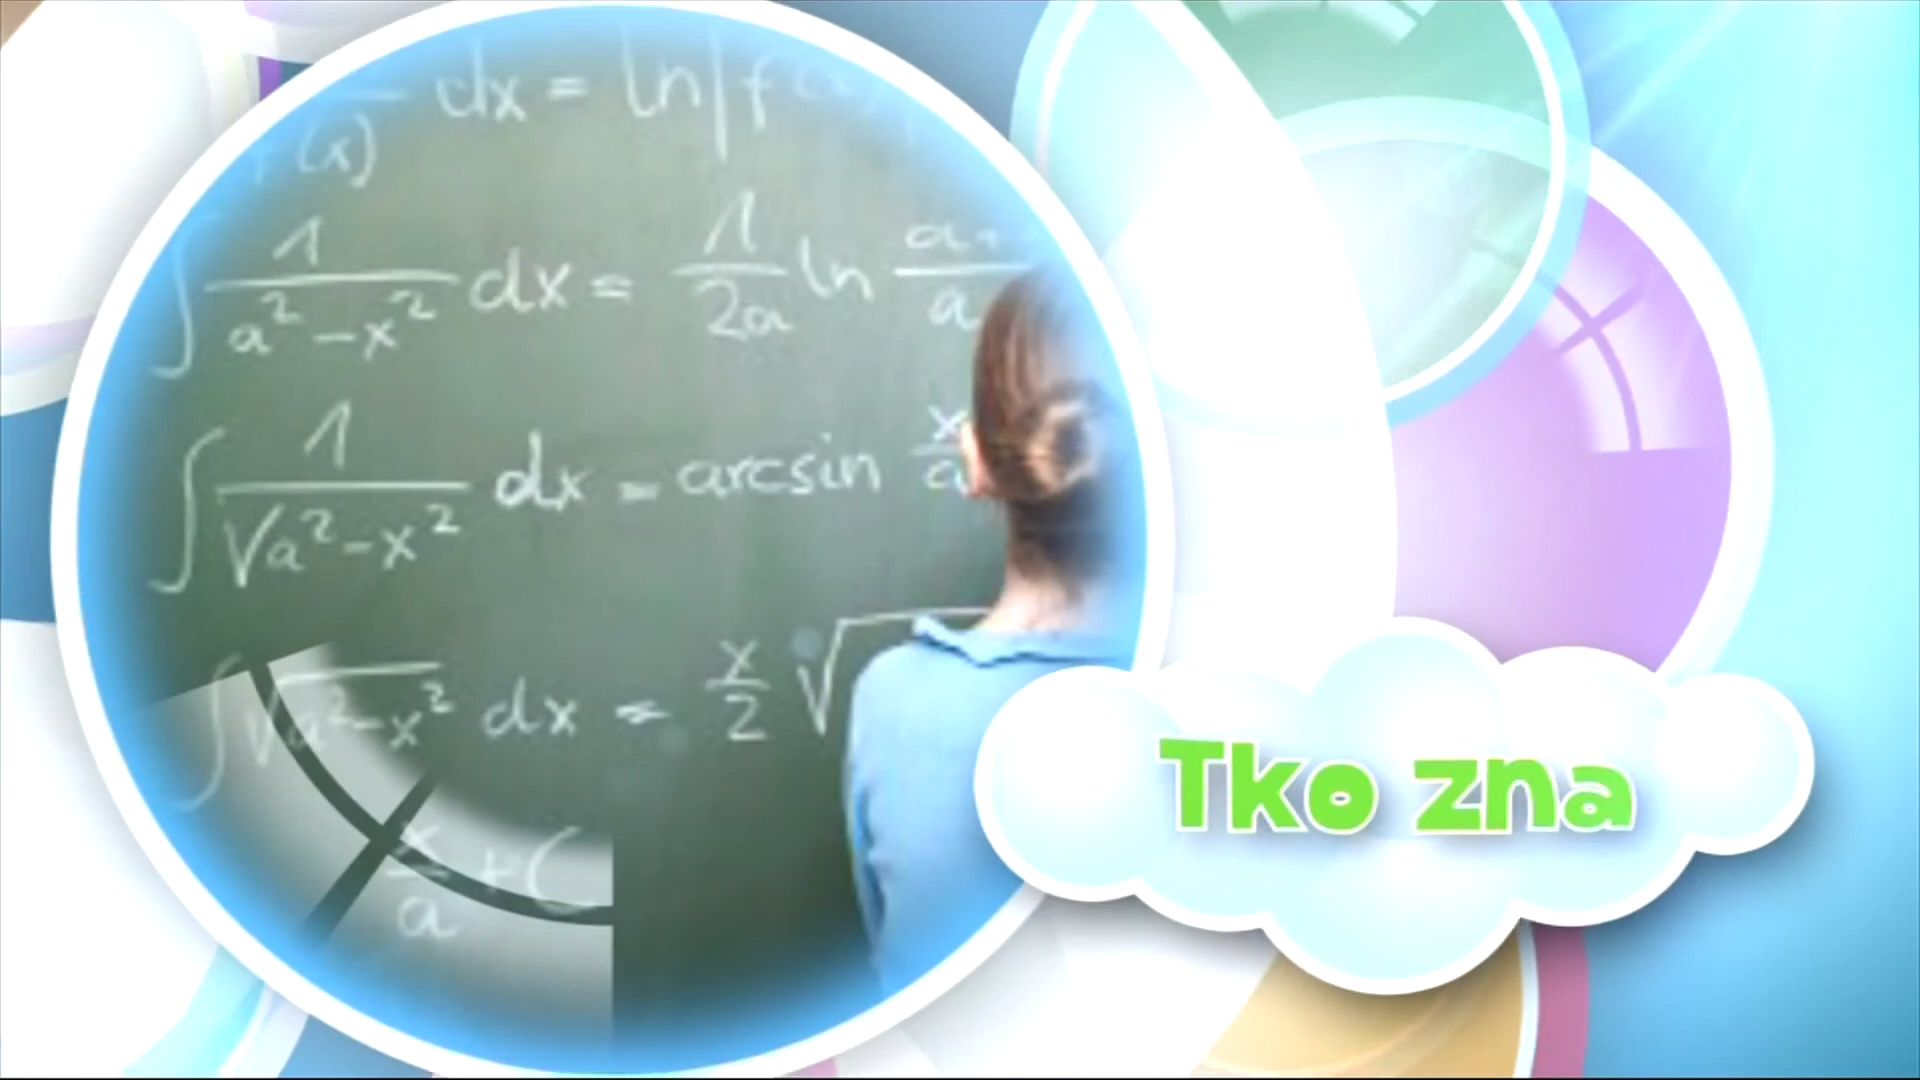 dx = ln|f(x)|
f(x)
∫ 1/(a² - x²) dx = 1/(2a) ln (a+ / a
∫ 1/√(a² - x²) dx = arcsin x/a
∫ √(a² - x²) dx = x/2 √
x/a + C
Tko zna